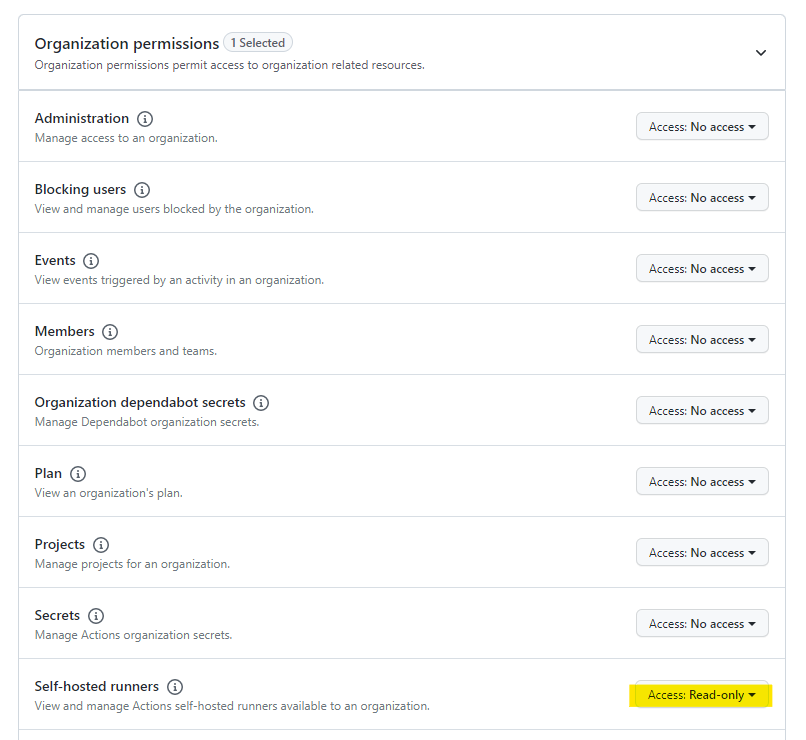 Organization permissions 1 Selected
Organization permissions permit access to organization related resources.
Administration
Manage access to an organization.
Access: No access
Blocking users
View and manage users blocked by the organization.
Access: No access
Events
View events triggered by an activity in an organization.
Access: No access
Members
Organization members and teams.
Access: No access
Organization dependabot secrets
Manage Dependabot organization secrets.
Access: No access
Plan
View an organization's plan.
Access: No access
Projects
Manage projects for an organization.
Access: No access
Secrets
Manage Actions organization secrets.
Access: No access
Self-hosted runners
View and manage Actions self-hosted runners available to an organization.
Access: Read-only